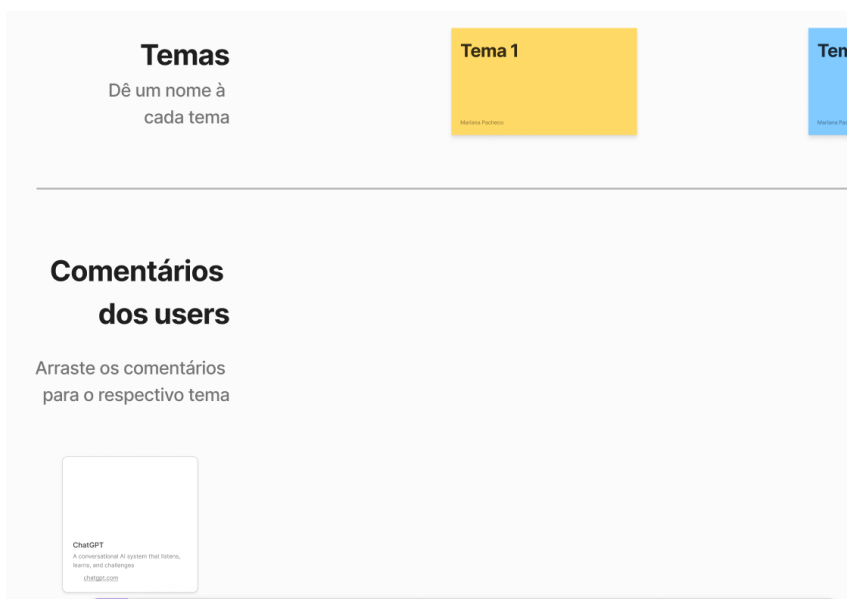 Temas
Dê um nome à
cada tema
Tema 1
Mariana Pacheco
Mariana
Comentários
dos users
Arraste os comentários
para o respectivo tema
ChatGPT
A conversational AI system that listens,
learns, and challenges
chatgpt.com